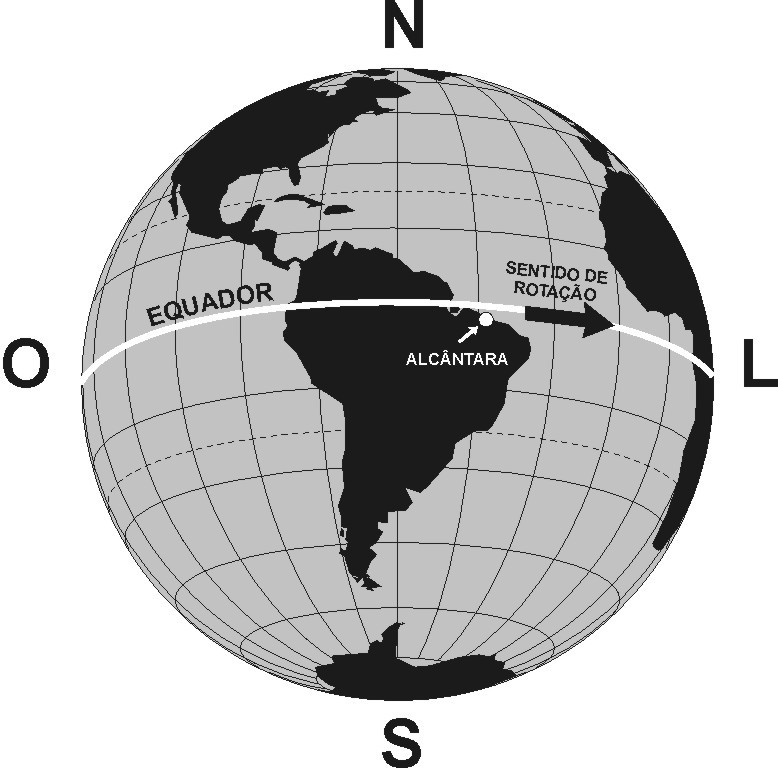 N
SENTIDO DE
ROTAÇÃO
EQUADOR
ALCÂNTARA
O
L
S